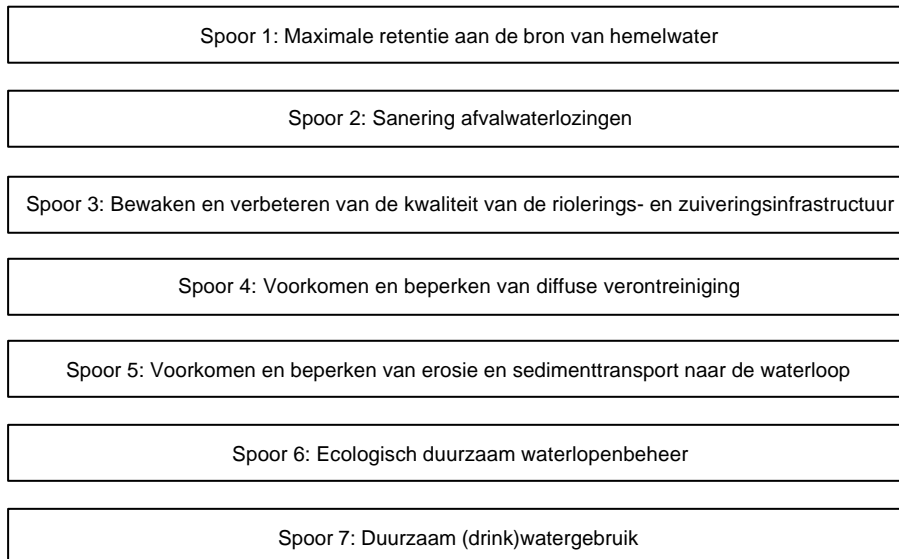 Spoor 1: Maximale retentie aan de bron van hemelwater
Spoor 2: Sanering afvalwaterlozingen
Spoor 3: Bewaken en verbeteren van de kwaliteit van de riolerings- en zuiveringsinfrastructuur
Spoor 4: Voorkomen en beperken van diffuse verontreiniging
Spoor 5: Voorkomen en beperken van erosie en sedimenttransport naar de waterloop
Spoor 6: Ecologisch duurzaam waterlopenbeheer
Spoor 7: Duurzaam (drink)watergebruik